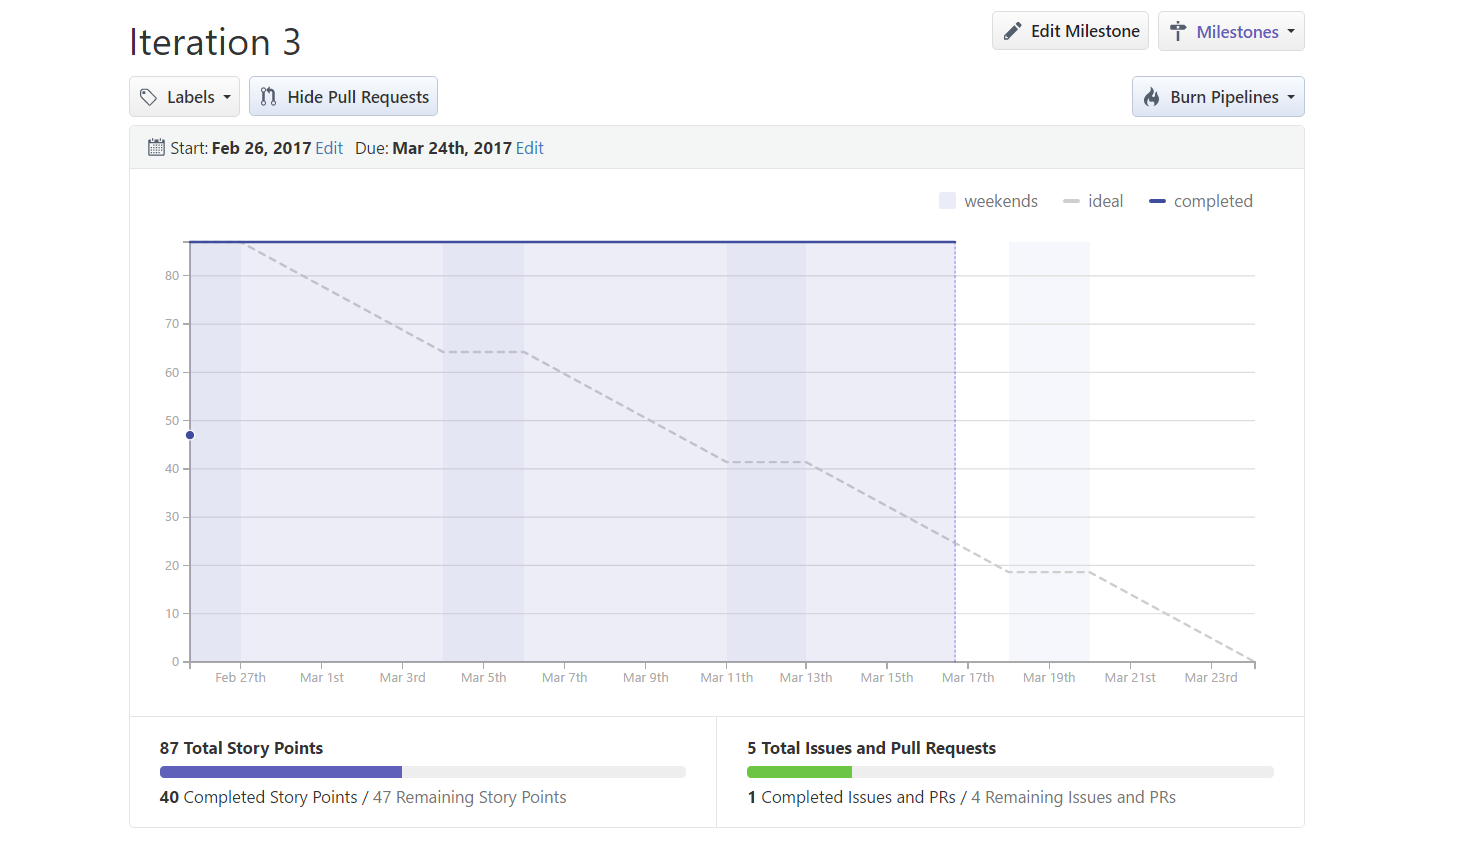 Iteration 3
Edit Milestone
Milestones
Labels
Hide Pull Requests
Burn Pipelines
Start: Feb 26, 2017 Edit Due: Mar 24th, 2017 Edit
weekends
ideal
completed
80
70
60
50
40
30
20
10
0
Feb 27th
Mar 1st
Mar 3rd
Mar 5th
Mar 7th
Mar 9th
Mar 11th
Mar 13th
Mar 15th
Mar 17th
Mar 19th
Mar 21st
Mar 23rd
87 Total Story Points
40 Completed Story Points / 47 Remaining Story Points
5 Total Issues and Pull Requests
1 Completed Issues and PRs / 4 Remaining Issues and PRs